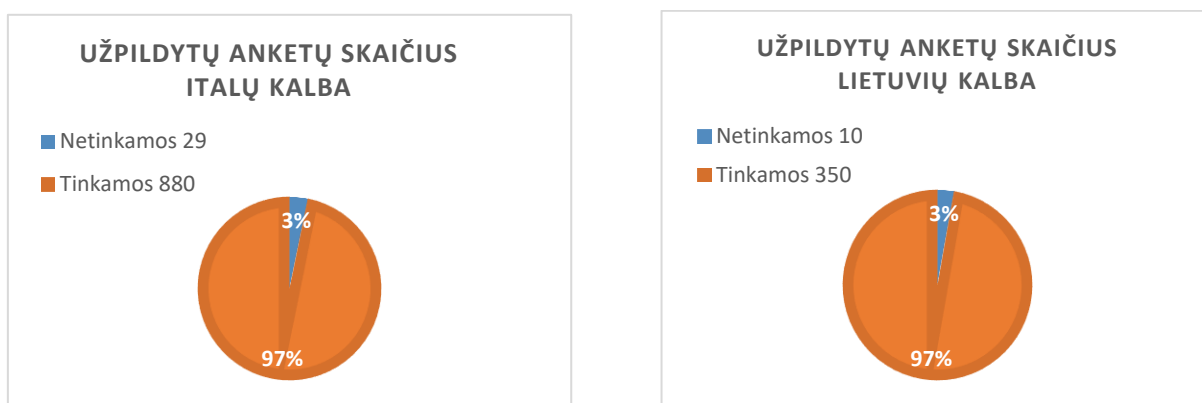 UŽPILDYTŲ ANKETŲ SKAIČIUS
ITALŲ KALBA
Netinkamos 29
Tinkamos 880
3%
97%
UŽPILDYTŲ ANKETŲ SKAIČIUS
LIETUVIŲ KALBA
Netinkamos 10
Tinkamos 350
3%
97%